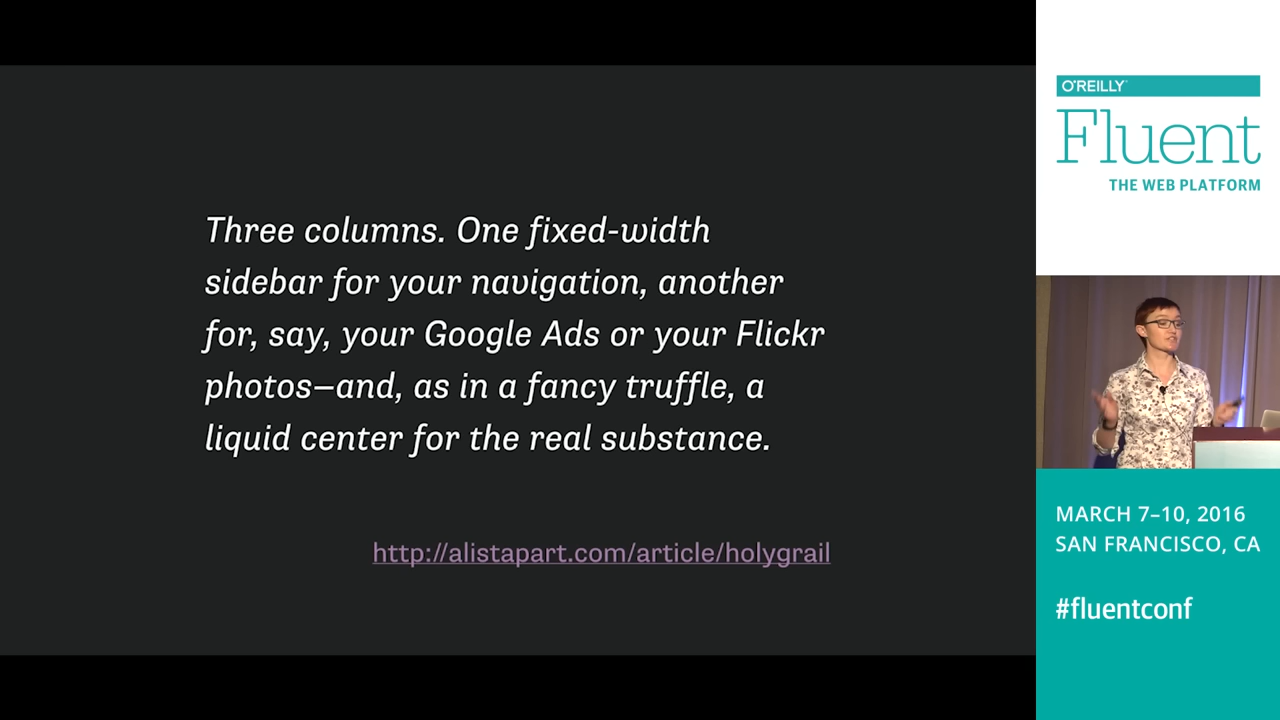 Three columns. One fixed-width
sidebar for your navigation, another
for, say, your Google Ads or your Flickr
photos—and, as in a fancy truffle, a
liquid center for the real substance.
http://alistapart.com/article/holygrail
O'REILLY™
Fluent
THE WEB PLATFORM
MARCH 7–10, 2016
SAN FRANCISCO, CA
#fluentconf